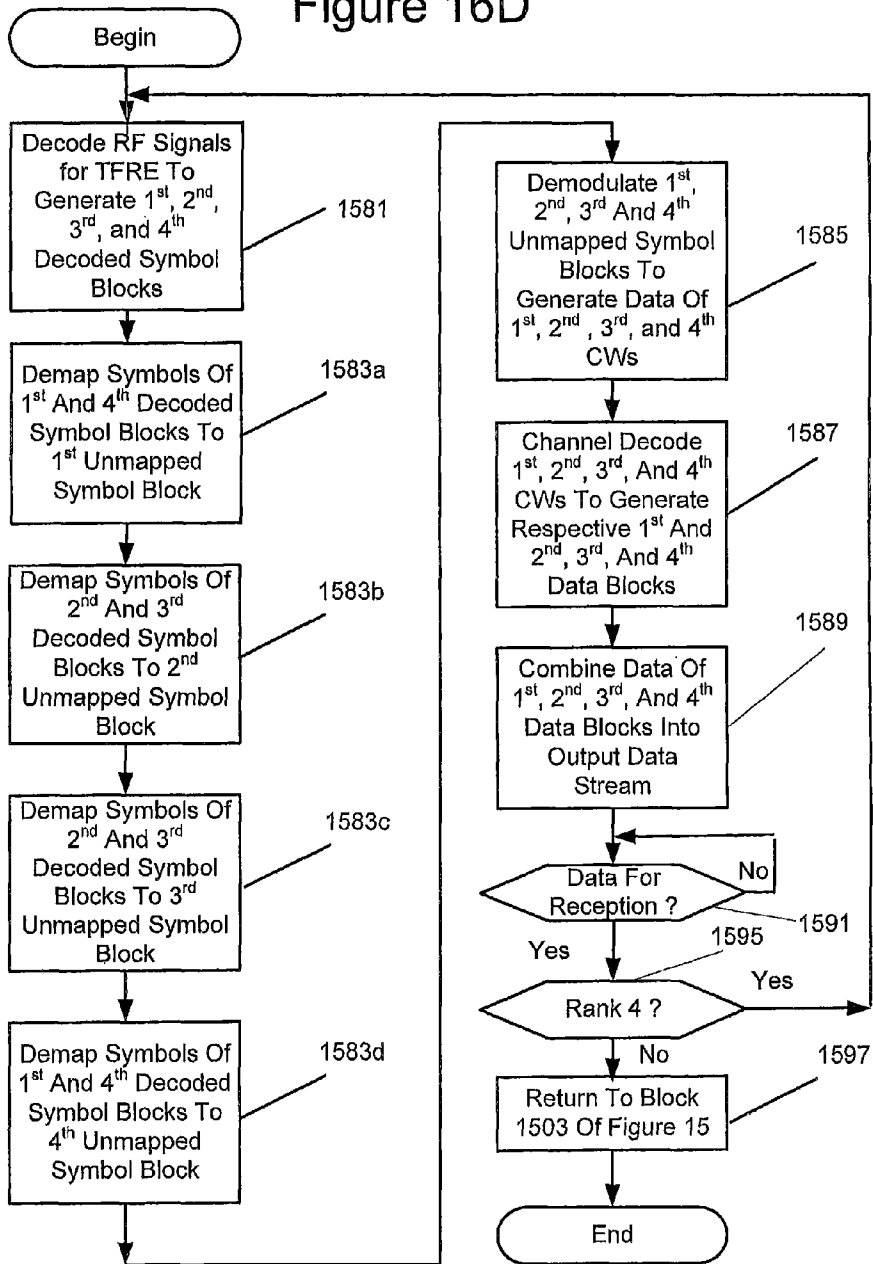 Figure 16D
Begin
Decode RF Signals
for TFRE To
Generate 1st, 2nd,
3rd, and 4th
Decoded Symbol
Blocks
1581
Demap Symbols Of
1st And 4th Decoded
Symbol Blocks To
1st Unmapped
Symbol Block
1583a
Demap Symbols Of
2nd And 3rd
Decoded Symbol
Blocks To 2nd
Unmapped Symbol
Block
1583b
Demap Symbols Of
2nd And 3rd
Decoded Symbol
Blocks To 3rd
Unmapped Symbol
Block
1583c
Demap Symbols Of
1st And 4th Decoded
Symbol Blocks To
4th Unmapped
Symbol Block
1583d
Demodulate 1st,
2nd, 3rd And 4th
Unmapped Symbol
Blocks To
Generate Data Of
1st, 2nd , 3rd, and 4th
CWs
1585
Channel Decode
1st, 2nd, 3rd, And 4th
CWs To Generate
Respective 1st And
2nd, 3rd, And 4th
Data Blocks
1587
Combine Data Of
1st, 2nd, 3rd, And 4th
Data Blocks Into
Output Data
Stream
1589
Data For
Reception ?
No
1591
Yes
1595
Rank 4 ?
Yes
No
Return To Block
1503 Of Figure 15
1597
End